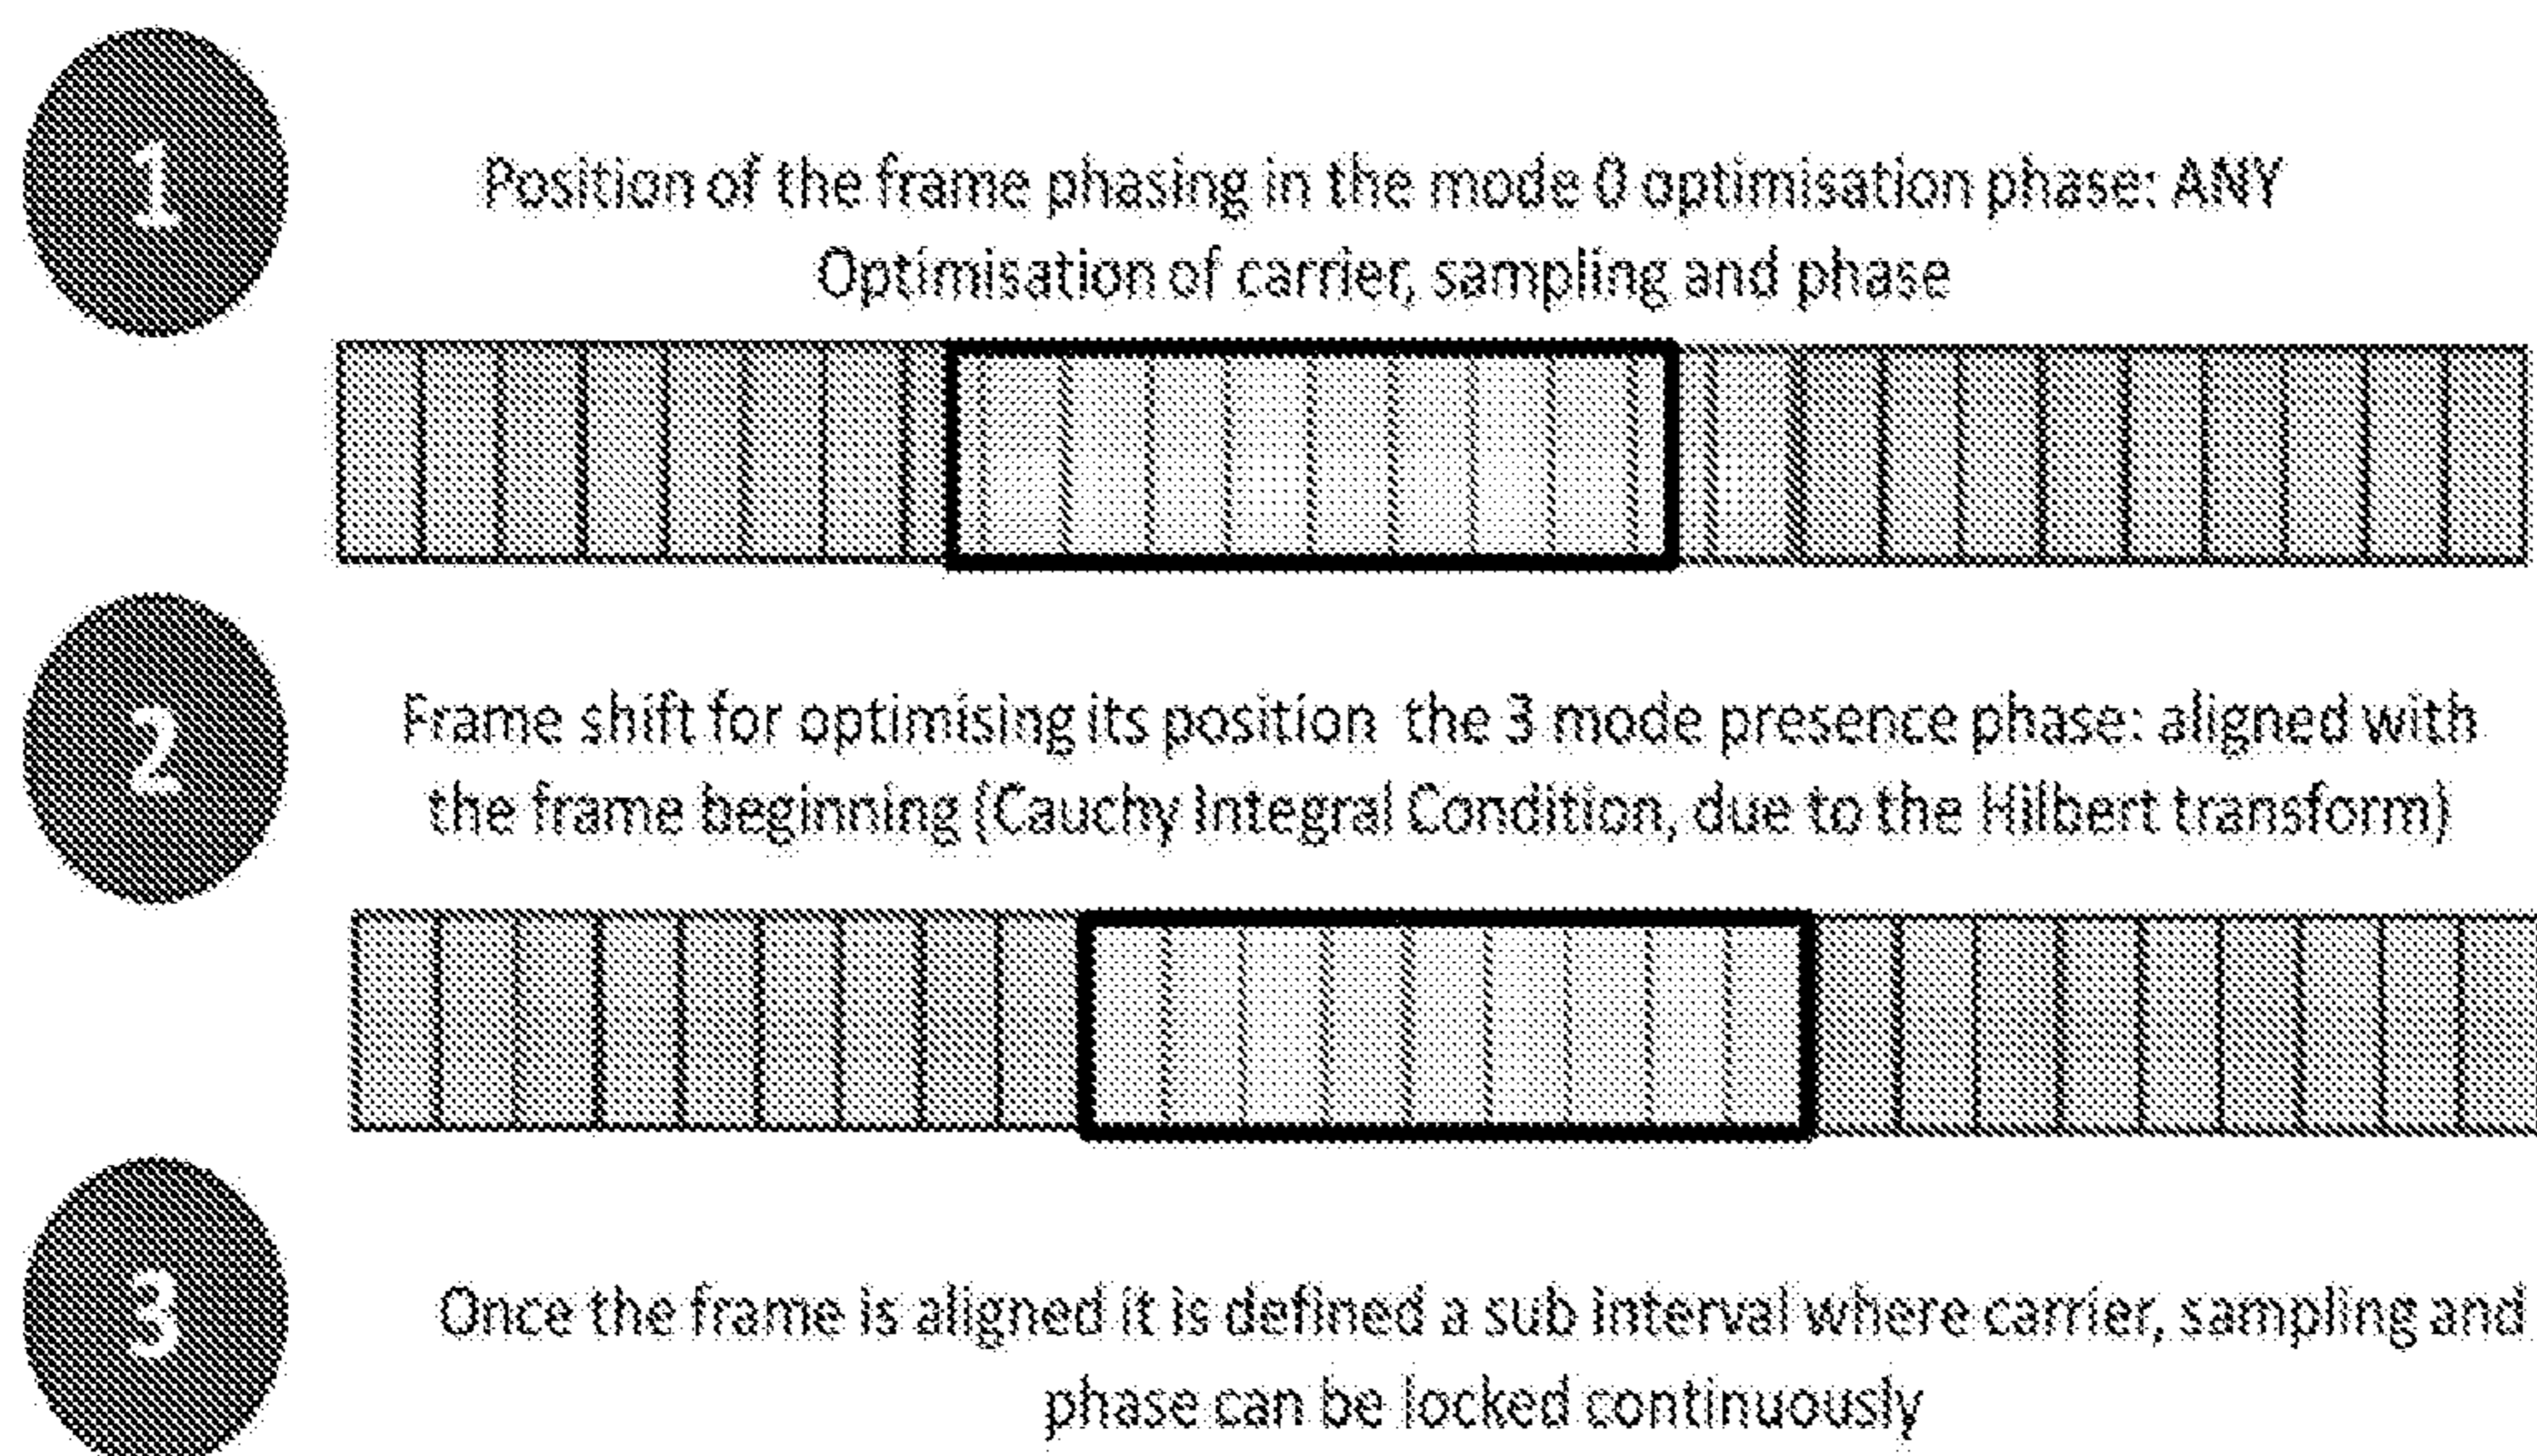 1
Position of the frame phasing in the mode 0 optimisation phase: ANY
Optimisation of carrier, sampling and phase
2
Frame shift for optimising its position the 3 mode presence phase: aligned with
the frame beginning (Cauchy Integral Condition, due to the Hilbert transform)
3
Once the frame is aligned it is defined a sub interval where carrier, sampling and
phase can be locked continuously